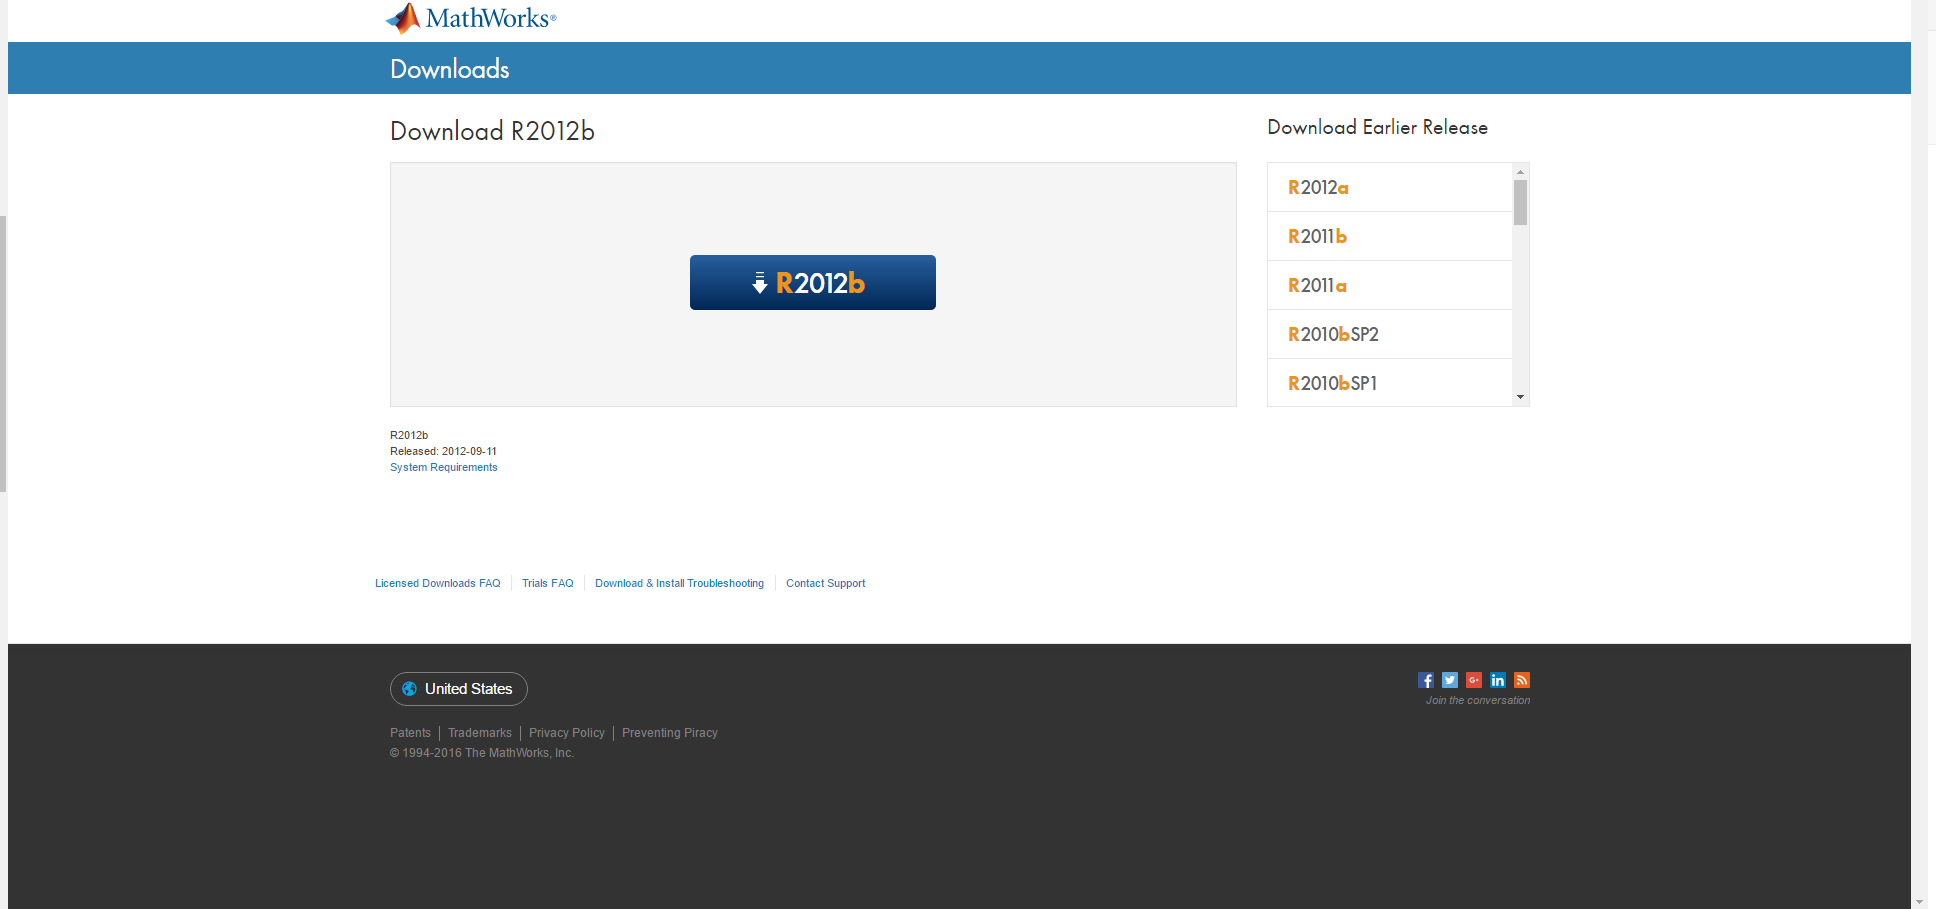 MathWorks®
Downloads
Download R2012b
R2012b
R2012b
Released: 2012-09-11
System Requirements
Download Earlier Release
R2012a
R2011b
R2011a
R2010bSP2
R2010bSP1
Licensed Downloads FAQ
Trials FAQ
Download & Install Troubleshooting
Contact Support
United States
Join the conversation
Patents
Trademarks
Privacy Policy
Preventing Piracy
© 1994-2016 The MathWorks, Inc.